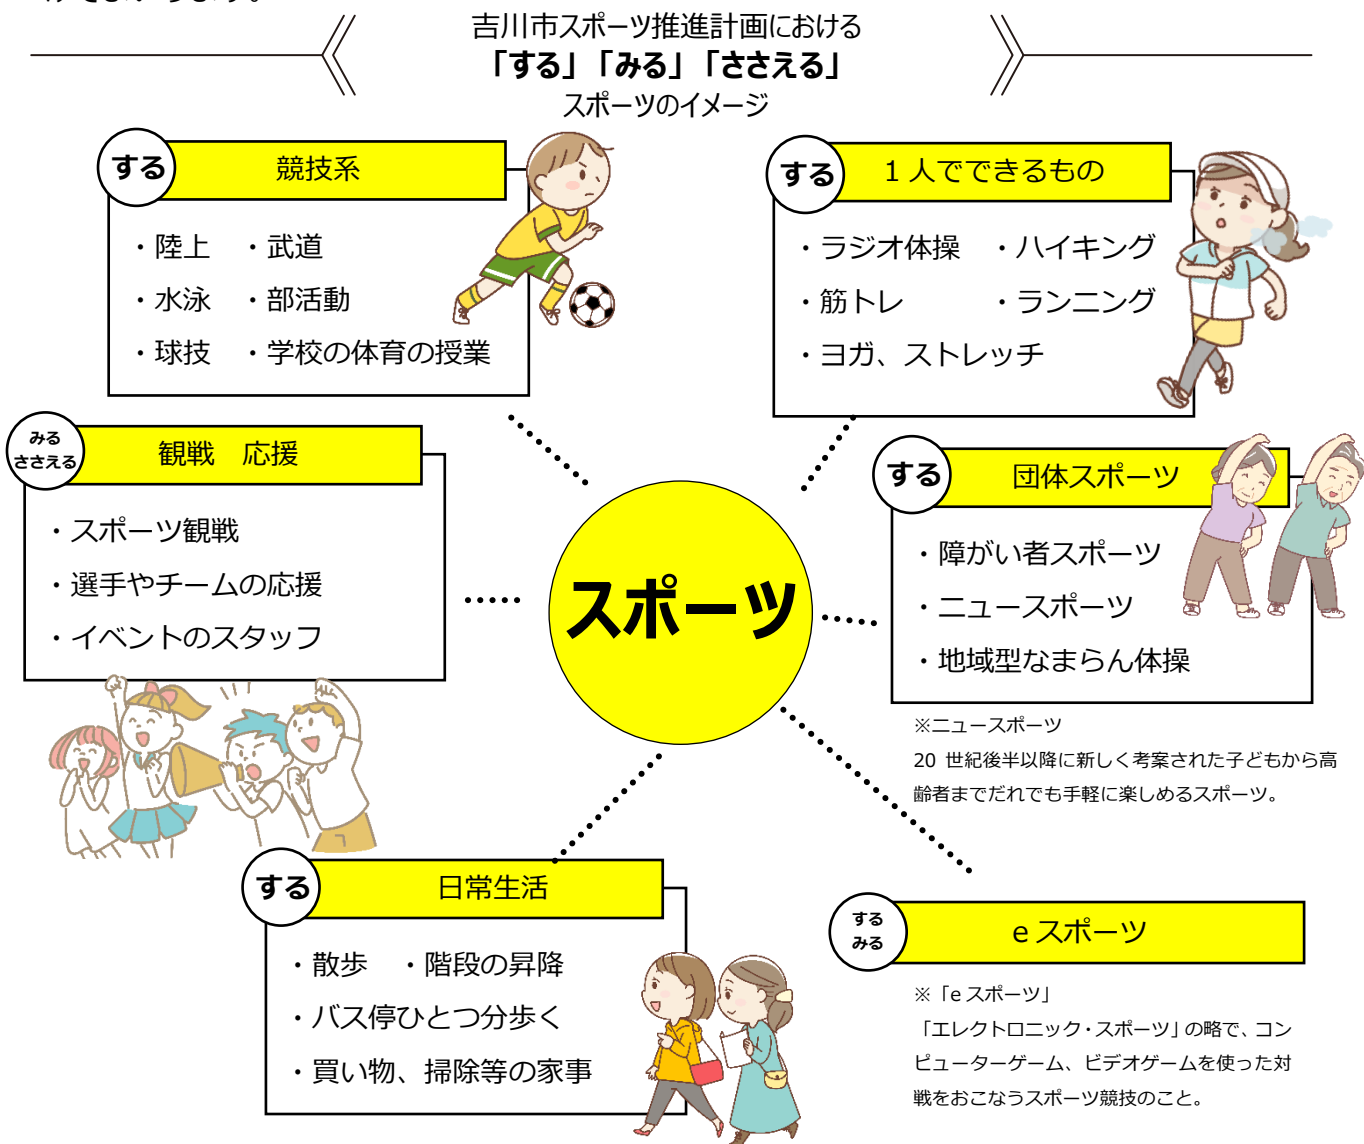 吉川市スポーツ推進計画における
「する」「みる」「ささえる」
スポーツのイメージ
する
競技系
・陸上 ・武道
・水泳 ・部活動
・球技 ・学校の体育の授業
する
1人でできるもの
・ラジオ体操 ・ハイキング
・筋トレ ・ランニング
・ヨガ、ストレッチ
みる
ささえる
観戦 応援
・スポーツ観戦
・選手やチームの応援
・イベントのスタッフ
スポーツ
する
団体スポーツ
・障がい者スポーツ
・ニュースポーツ
・地域型なまらん体操
※ニュースポーツ
20 世紀後半以降に新しく考案された子どもから高
齢者までだれでも手軽に楽しめるスポーツ。
する
日常生活
・散歩 ・階段の昇降
・バス停ひとつ分歩く
・買い物、掃除等の家事
する
みる
eスポーツ
※「eスポーツ」
「エレクトロニック・スポーツ」の略で、コン
ピューターゲーム、ビデオゲームを使った対
戦をおこなうスポーツ競技のこと。